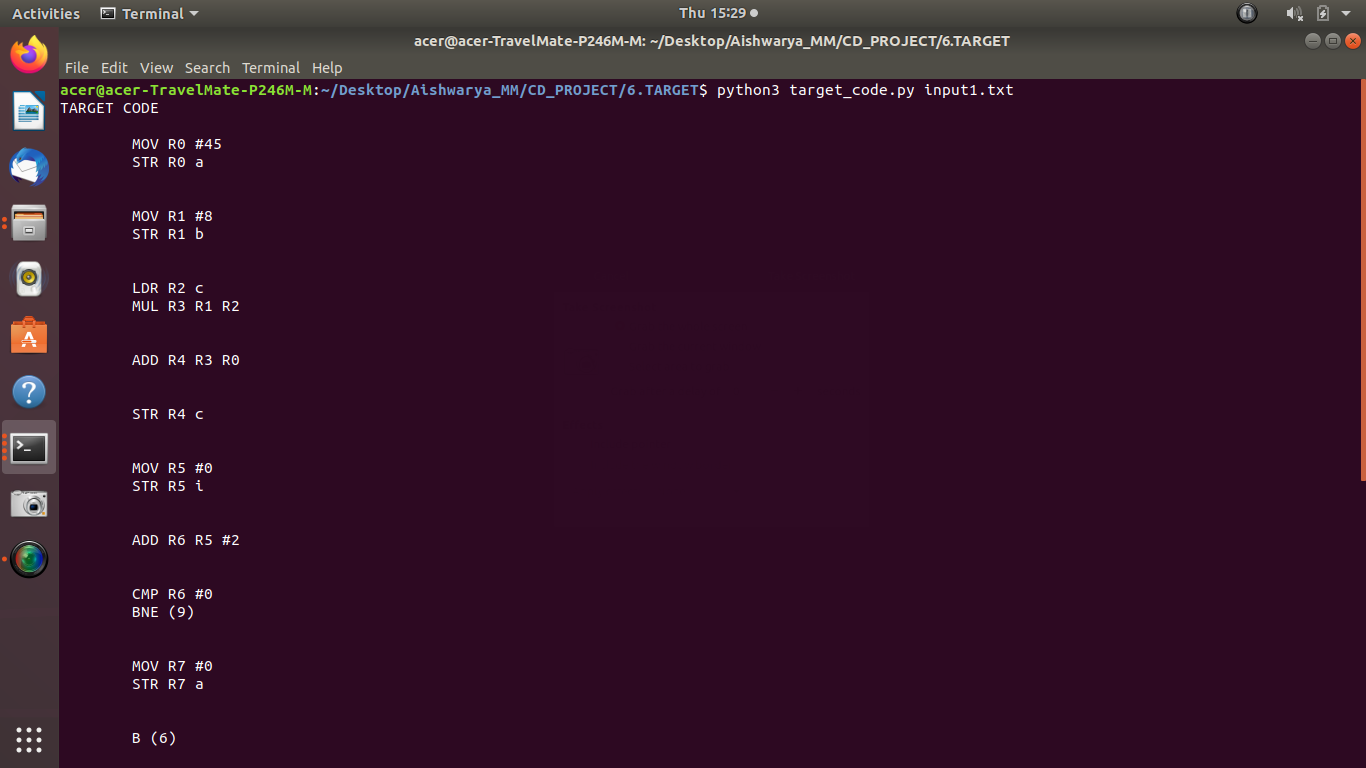 Activities Terminal Thu 15:29
acer@acer-TravelMate-P246M-M: ~/Desktop/Aishwarya_MM/CD_PROJECT/6.TARGET
File Edit View Search Terminal Help
acer@acer-TravelMate-P246M-M:~/Desktop/Aishwarya_MM/CD_PROJECT/6.TARGET$ python3 target_code.py input1.txt
TARGET CODE
MOV R0 #45
STR R0 a
MOV R1 #8
STR R1 b
LDR R2 c
MUL R3 R1 R2
ADD R4 R3 R0
STR R4 c
MOV R5 #0
STR R5 i
ADD R6 R5 #2
CMP R6 #0
BNE (9)
MOV R7 #0
STR R7 a
B (6)